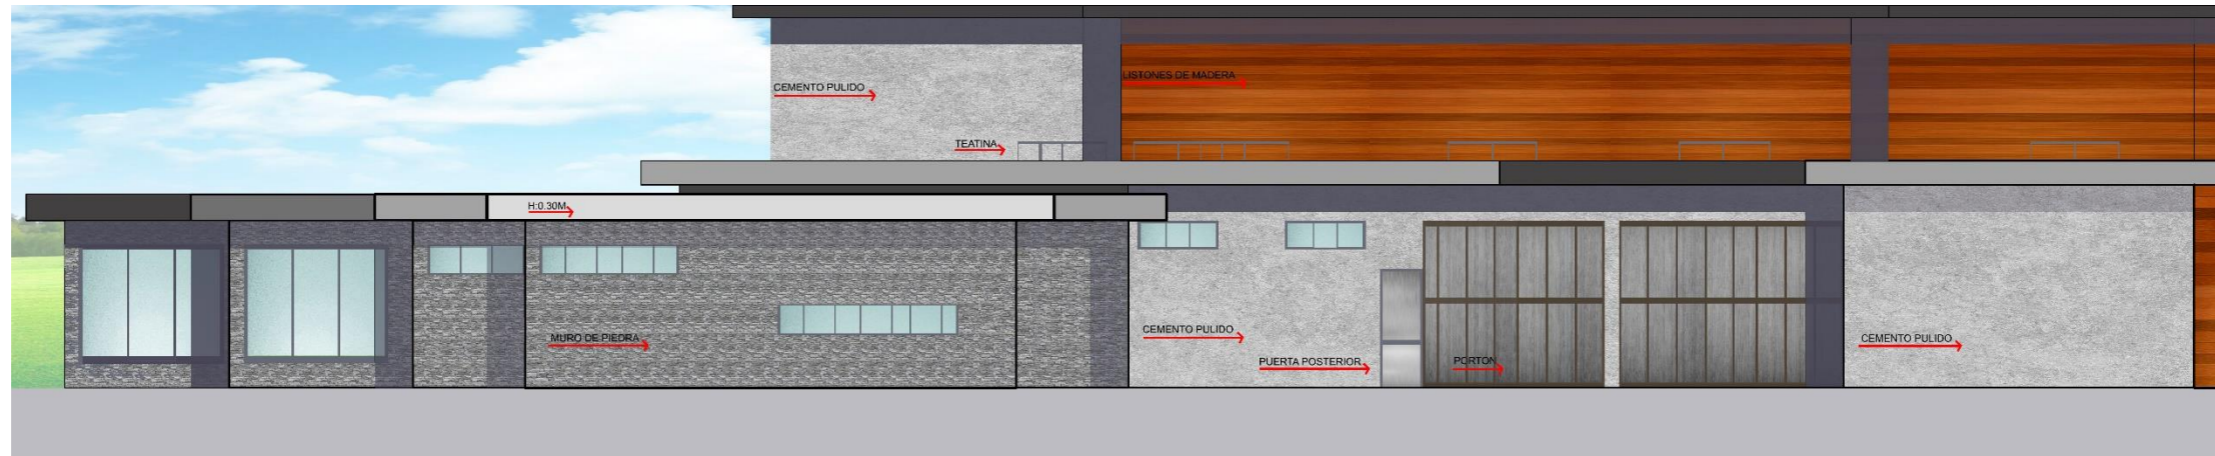 LISTONES DE MADERA
CEMENTO PULIDO
TEATINA
H:0.30M
MURO DE PIEDRA
CEMENTO PULIDO
PUERTA POSTERIOR
PORTON
CEMENTO PULIDO